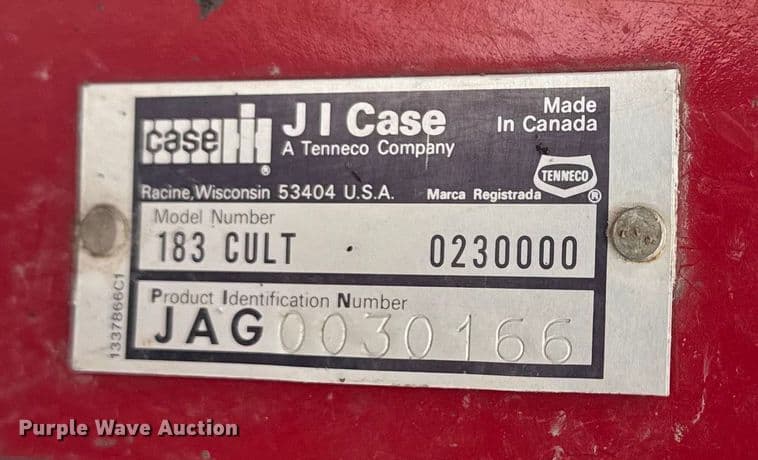 case IH ®
J I Case
A Tenneco Company
Made
In Canada
TENNECO
Racine, Wisconsin 53404 U.S.A.
Marca Registrada ®
Model Number
183 CULT . 0230000
Product Identification Number
JAG0030166
1337866C1
Purple Wave Auction